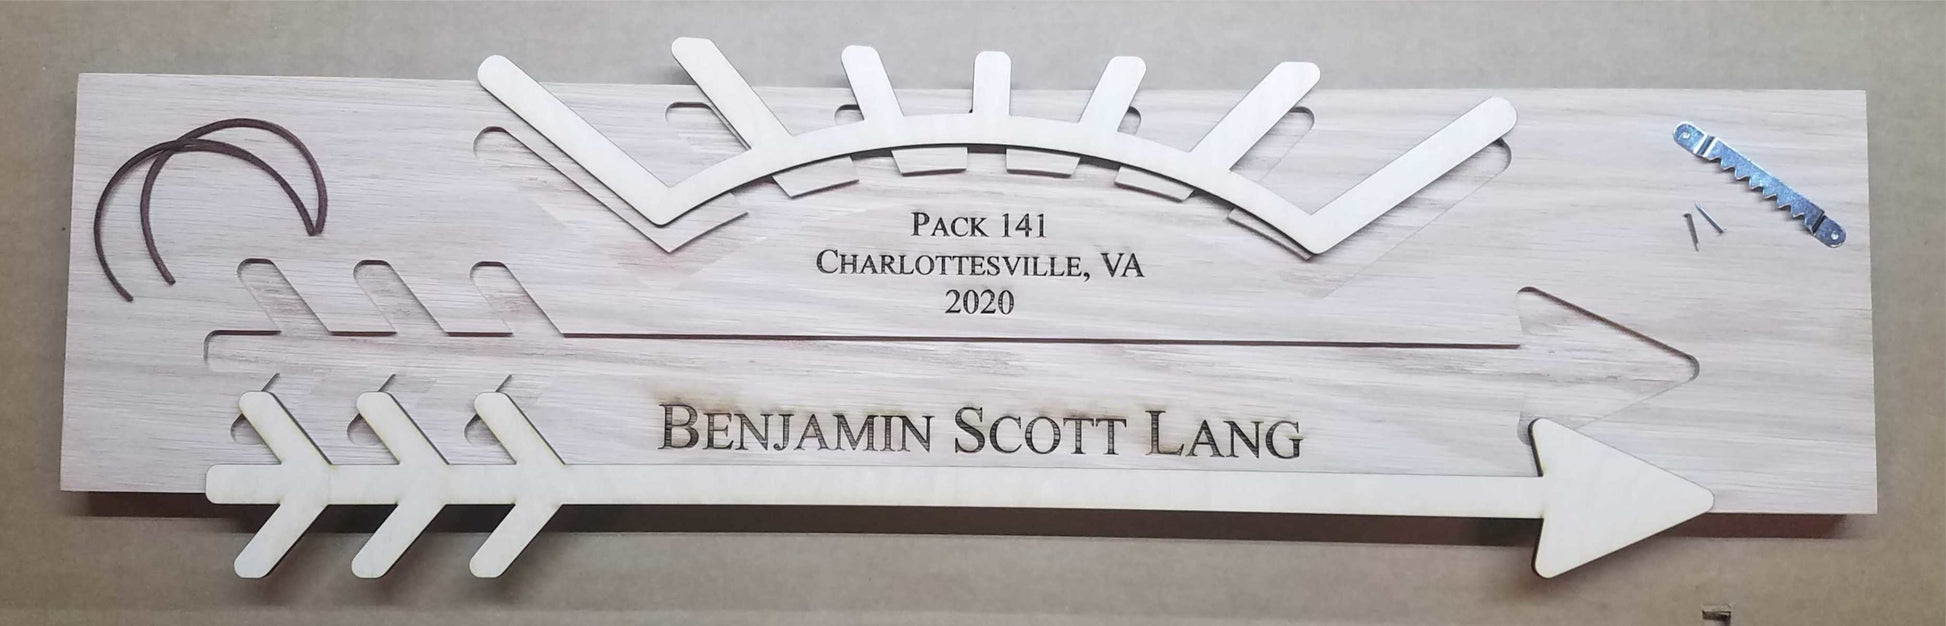 PACK 141
CHARLOTTESVILLE, VA
2020
BENJAMIN SCOTT LANG